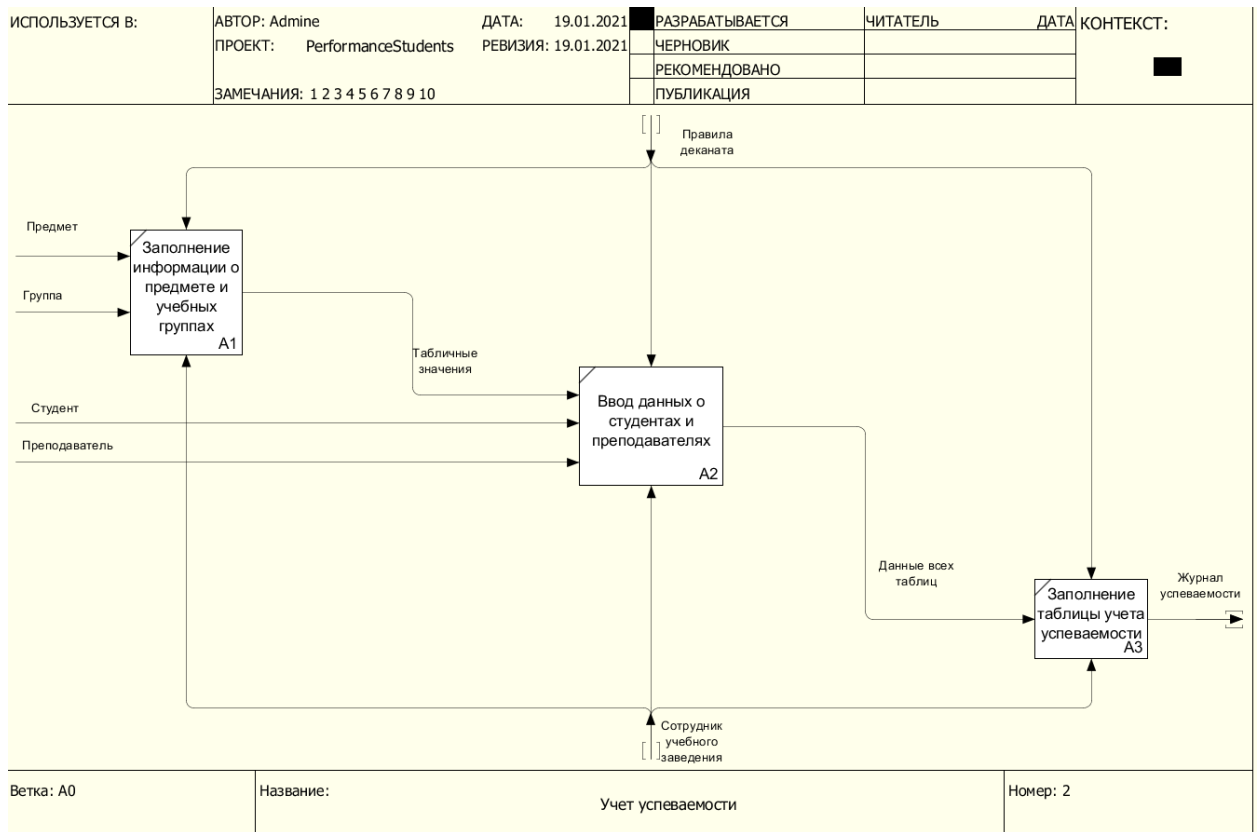 ИСПОЛЬЗУЕТСЯ В:
АВТОР: Admine
ДАТА: 19.01.2021
РАЗРАБАТЫВАЕТСЯ
ЧИТАТЕЛЬ
ДАТА
КОНТЕКСТ:
ПРОЕКТ: PerformanceStudents
РЕВИЗИЯ: 19.01.2021
ЧЕРНОВИК
РЕКОМЕНДОВАНО
ЗАМЕЧАНИЯ: 1 2 3 4 5 6 7 8 9 10
ПУБЛИКАЦИЯ
Правила
деканата
Предмет
Группа
Заполнение
информации о
предмете и
учебных
группах
A1
Табличные
значения
Студент
Преподаватель
Ввод данных о
студентах и
преподавателях
A2
Данные всех
таблиц
Заполнение
таблицы учета
успеваемости
A3
Журнал
успеваемости
Сотрудник
учебного
заведения
Ветка: A0
Название:
Учет успеваемости
Номер: 2